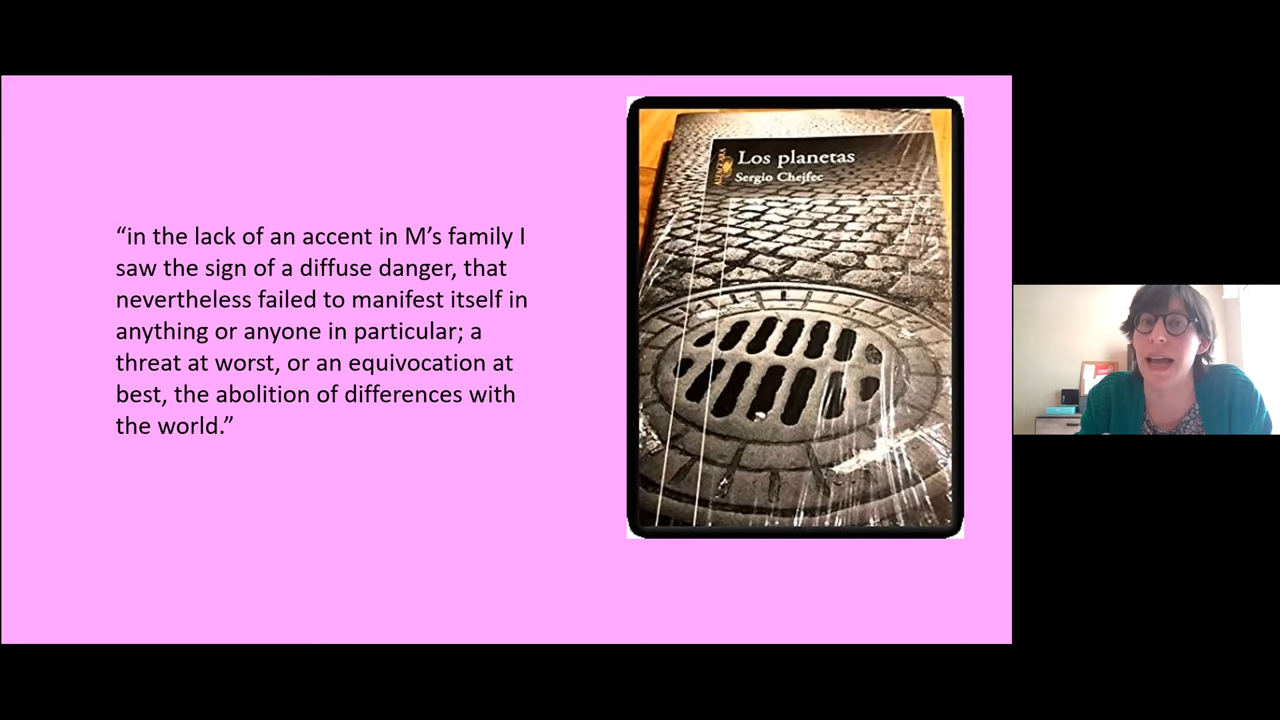 “in the lack of an accent in M’s family I
saw the sign of a diffuse danger, that
nevertheless failed to manifest itself in
anything or anyone in particular; a
threat at worst, or an equivocation at
best, the abolition of differences with
the world.”
Los planetas
Sergio Chejfec
ALFAGUARA